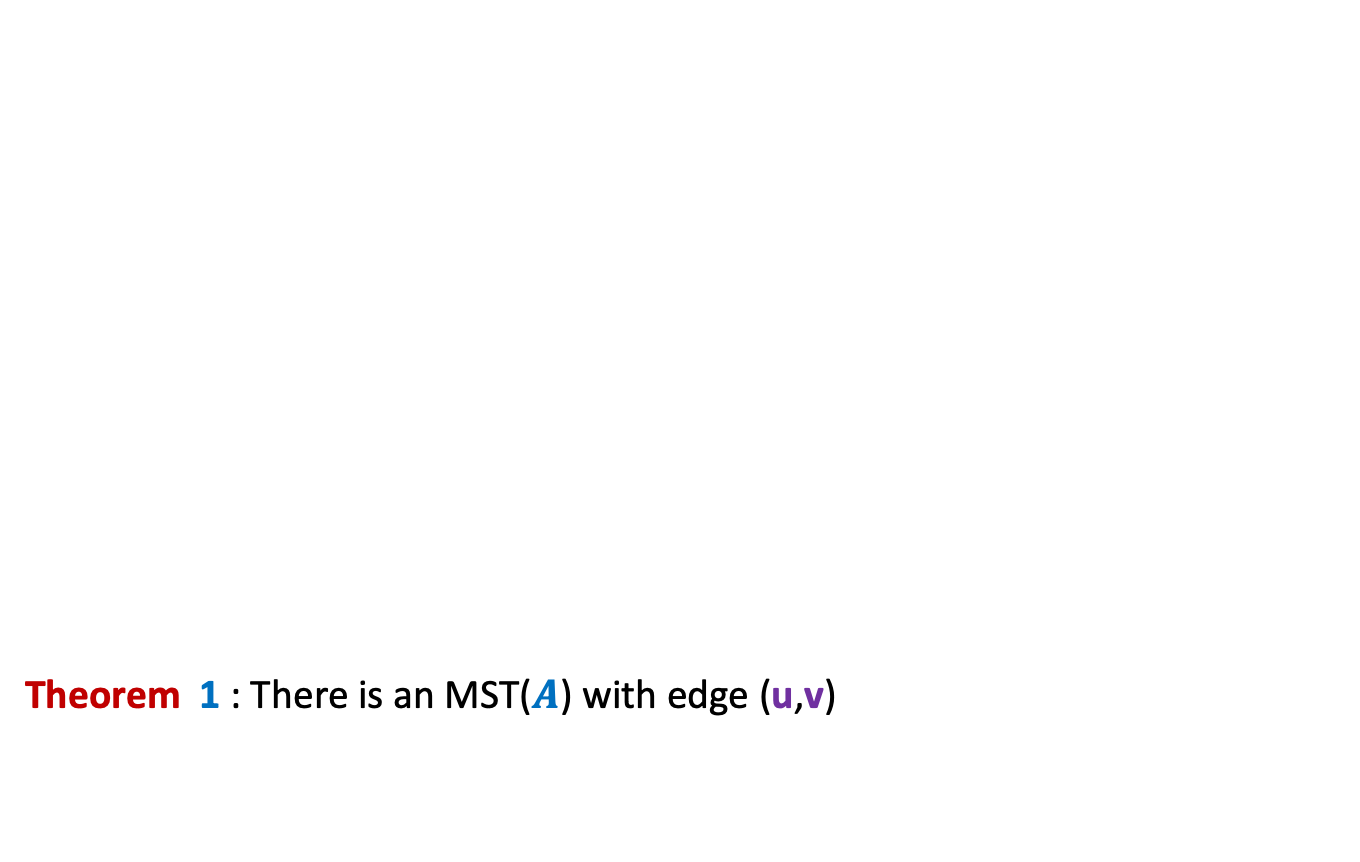 Theorem 1 : There is an MST(A) with edge (u,v)